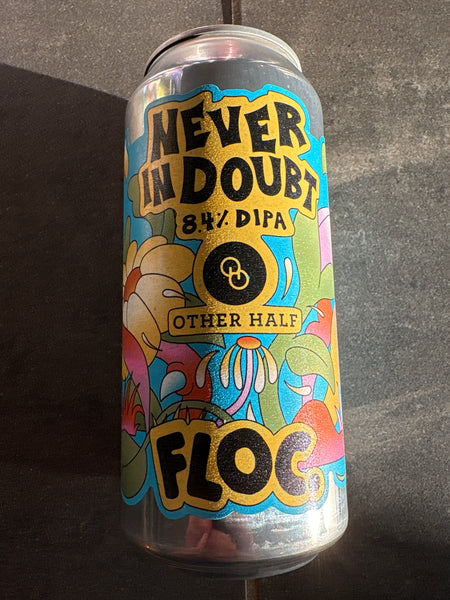 NEVER
IN DOUBT
8.4% DIPA
OTHER HALF
FLOC.